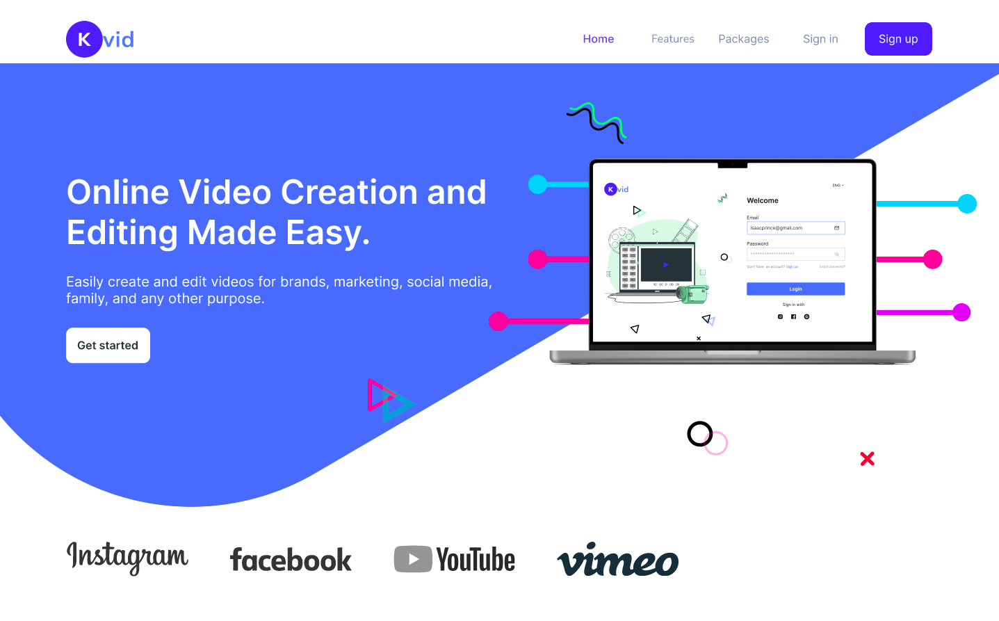 Kvid
Home Features Packages Sign in Sign up
Online Video Creation and
Editing Made Easy.
Easily create and edit videos for brands, marketing, social media,
family, and any other purpose.
Get started
Kvid
ENG
Welcome
Email
isaacprince@gmail.com
Password
********************
Don't have an account? Sign up
forgot password?
Login
Sign in with
Instagram facebook YouTube vimeo